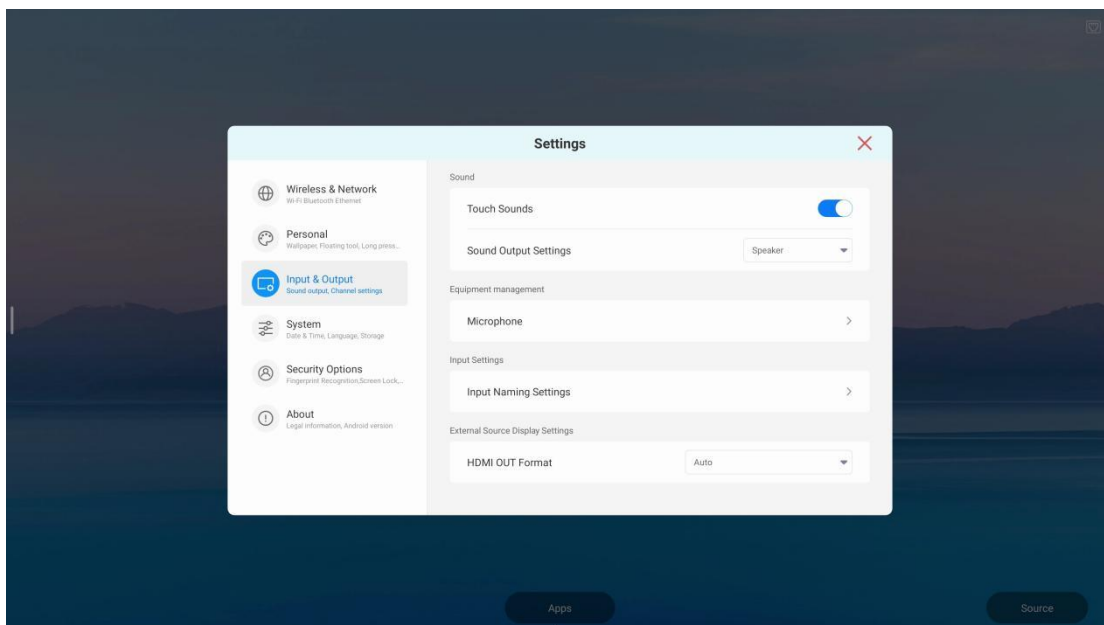 Settings
Wireless & Network
Wi-Fi Bluetooth Ethernet
Personal
Wallpaper, Floating tool, Long press...
Input & Output
Sound output, Channel settings
System
Date & Time, Language, Storage
Security Options
Fingerprint Recognition,Screen Lock,...
About
Legal information, Android version
Sound
Touch Sounds
Sound Output Settings
Speaker
Equipment management
Microphone
Input Settings
Input Naming Settings
External Source Display Settings
HDMI OUT Format
Auto
Apps
Source